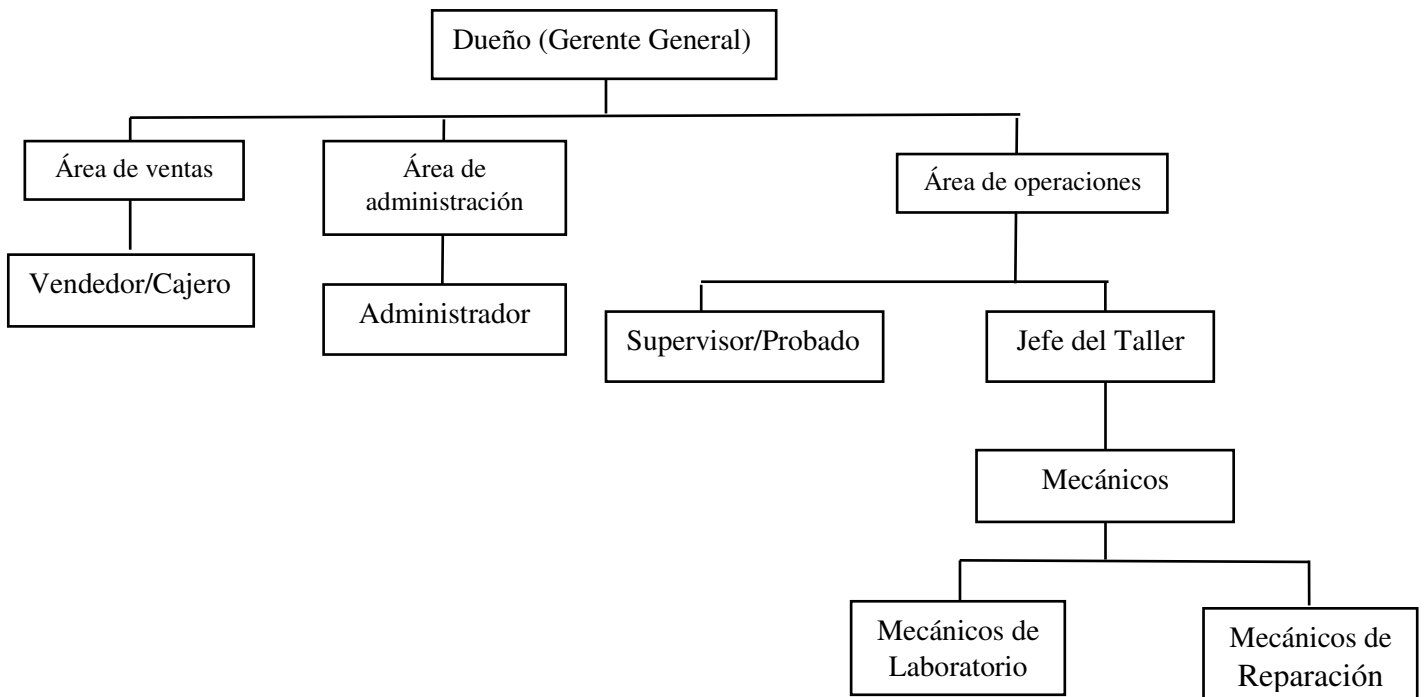 Dueño (Gerente General)
Área de ventas
Área de
administración
Área de operaciones
Vendedor/Cajero
Administrador
Supervisor/Probado
Jefe del Taller
Mecánicos
Mecánicos de
Laboratorio
Mecánicos de
Reparación